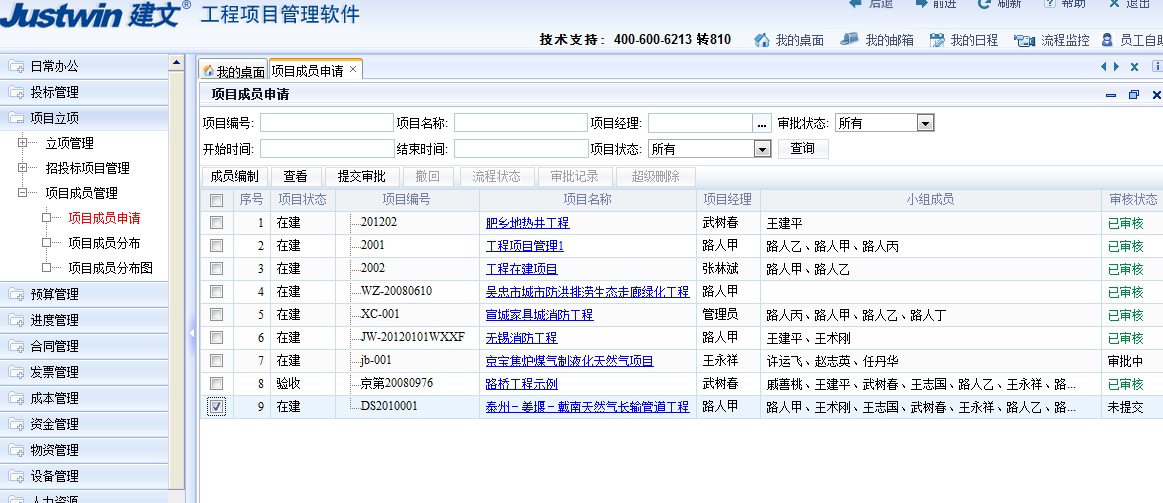 Justwin 建文® 工程项目管理软件
后退 前进 刷新 帮助 退出
技术支持：400-600-6213 转810 我的桌面 我的邮箱 我的日程 流程监控 员工自助
日常办公
投标管理
项目立项
立项管理
招投标项目管理
项目成员管理
项目成员申请
项目成员分布
项目成员分布图
预算管理
进度管理
合同管理
发票管理
成本管理
资金管理
物资管理
设备管理
人力资源
我的桌面 项目成员申请
项目成员申请
项目编号: 项目名称: 项目经理: ... 审批状态: 所有
开始时间: 结束时间: 项目状态: 所有 查询
成员编制 查看 提交审批 撤回 流程状态 审批记录 超级删除
序号 项目状态 项目编号 项目名称 项目经理 小组成员 审核状态
1 在建 201202 肥乡地热井工程 武树春 王建平 已审核
2 在建 2001 工程项目管理1 路人甲 路人乙、路人甲、路人丙 已审核
3 在建 2002 工程在建项目 张林斌 路人甲、路人乙 已审核
4 在建 WZ-20080610 吴忠市城市防洪排涝生态走廊绿化工程 路人甲 已审核
5 在建 XC-001 宣城家具城消防工程 管理员 路人丙、路人甲、路人乙、路人丁 已审核
6 在建 JW-20120101WXXF 无锡消防工程 路人甲 王建平、王术刚 已审核
7 在建 jb-001 京宝焦炉煤气制液化天然气项目 王永祥 许运飞、赵志英、任丹华 审批中
8 验收 京第20080976 路桥工程示例 武树春 戚善桃、王建平、武树春、王志国、路人乙、王永祥、路... 已审核
9 在建 DS2010001 泰州－姜堰－戴南天然气长输管道工程 路人甲 路人甲、王术刚、王志国、武树春、王永祥、路人乙、路... 未提交